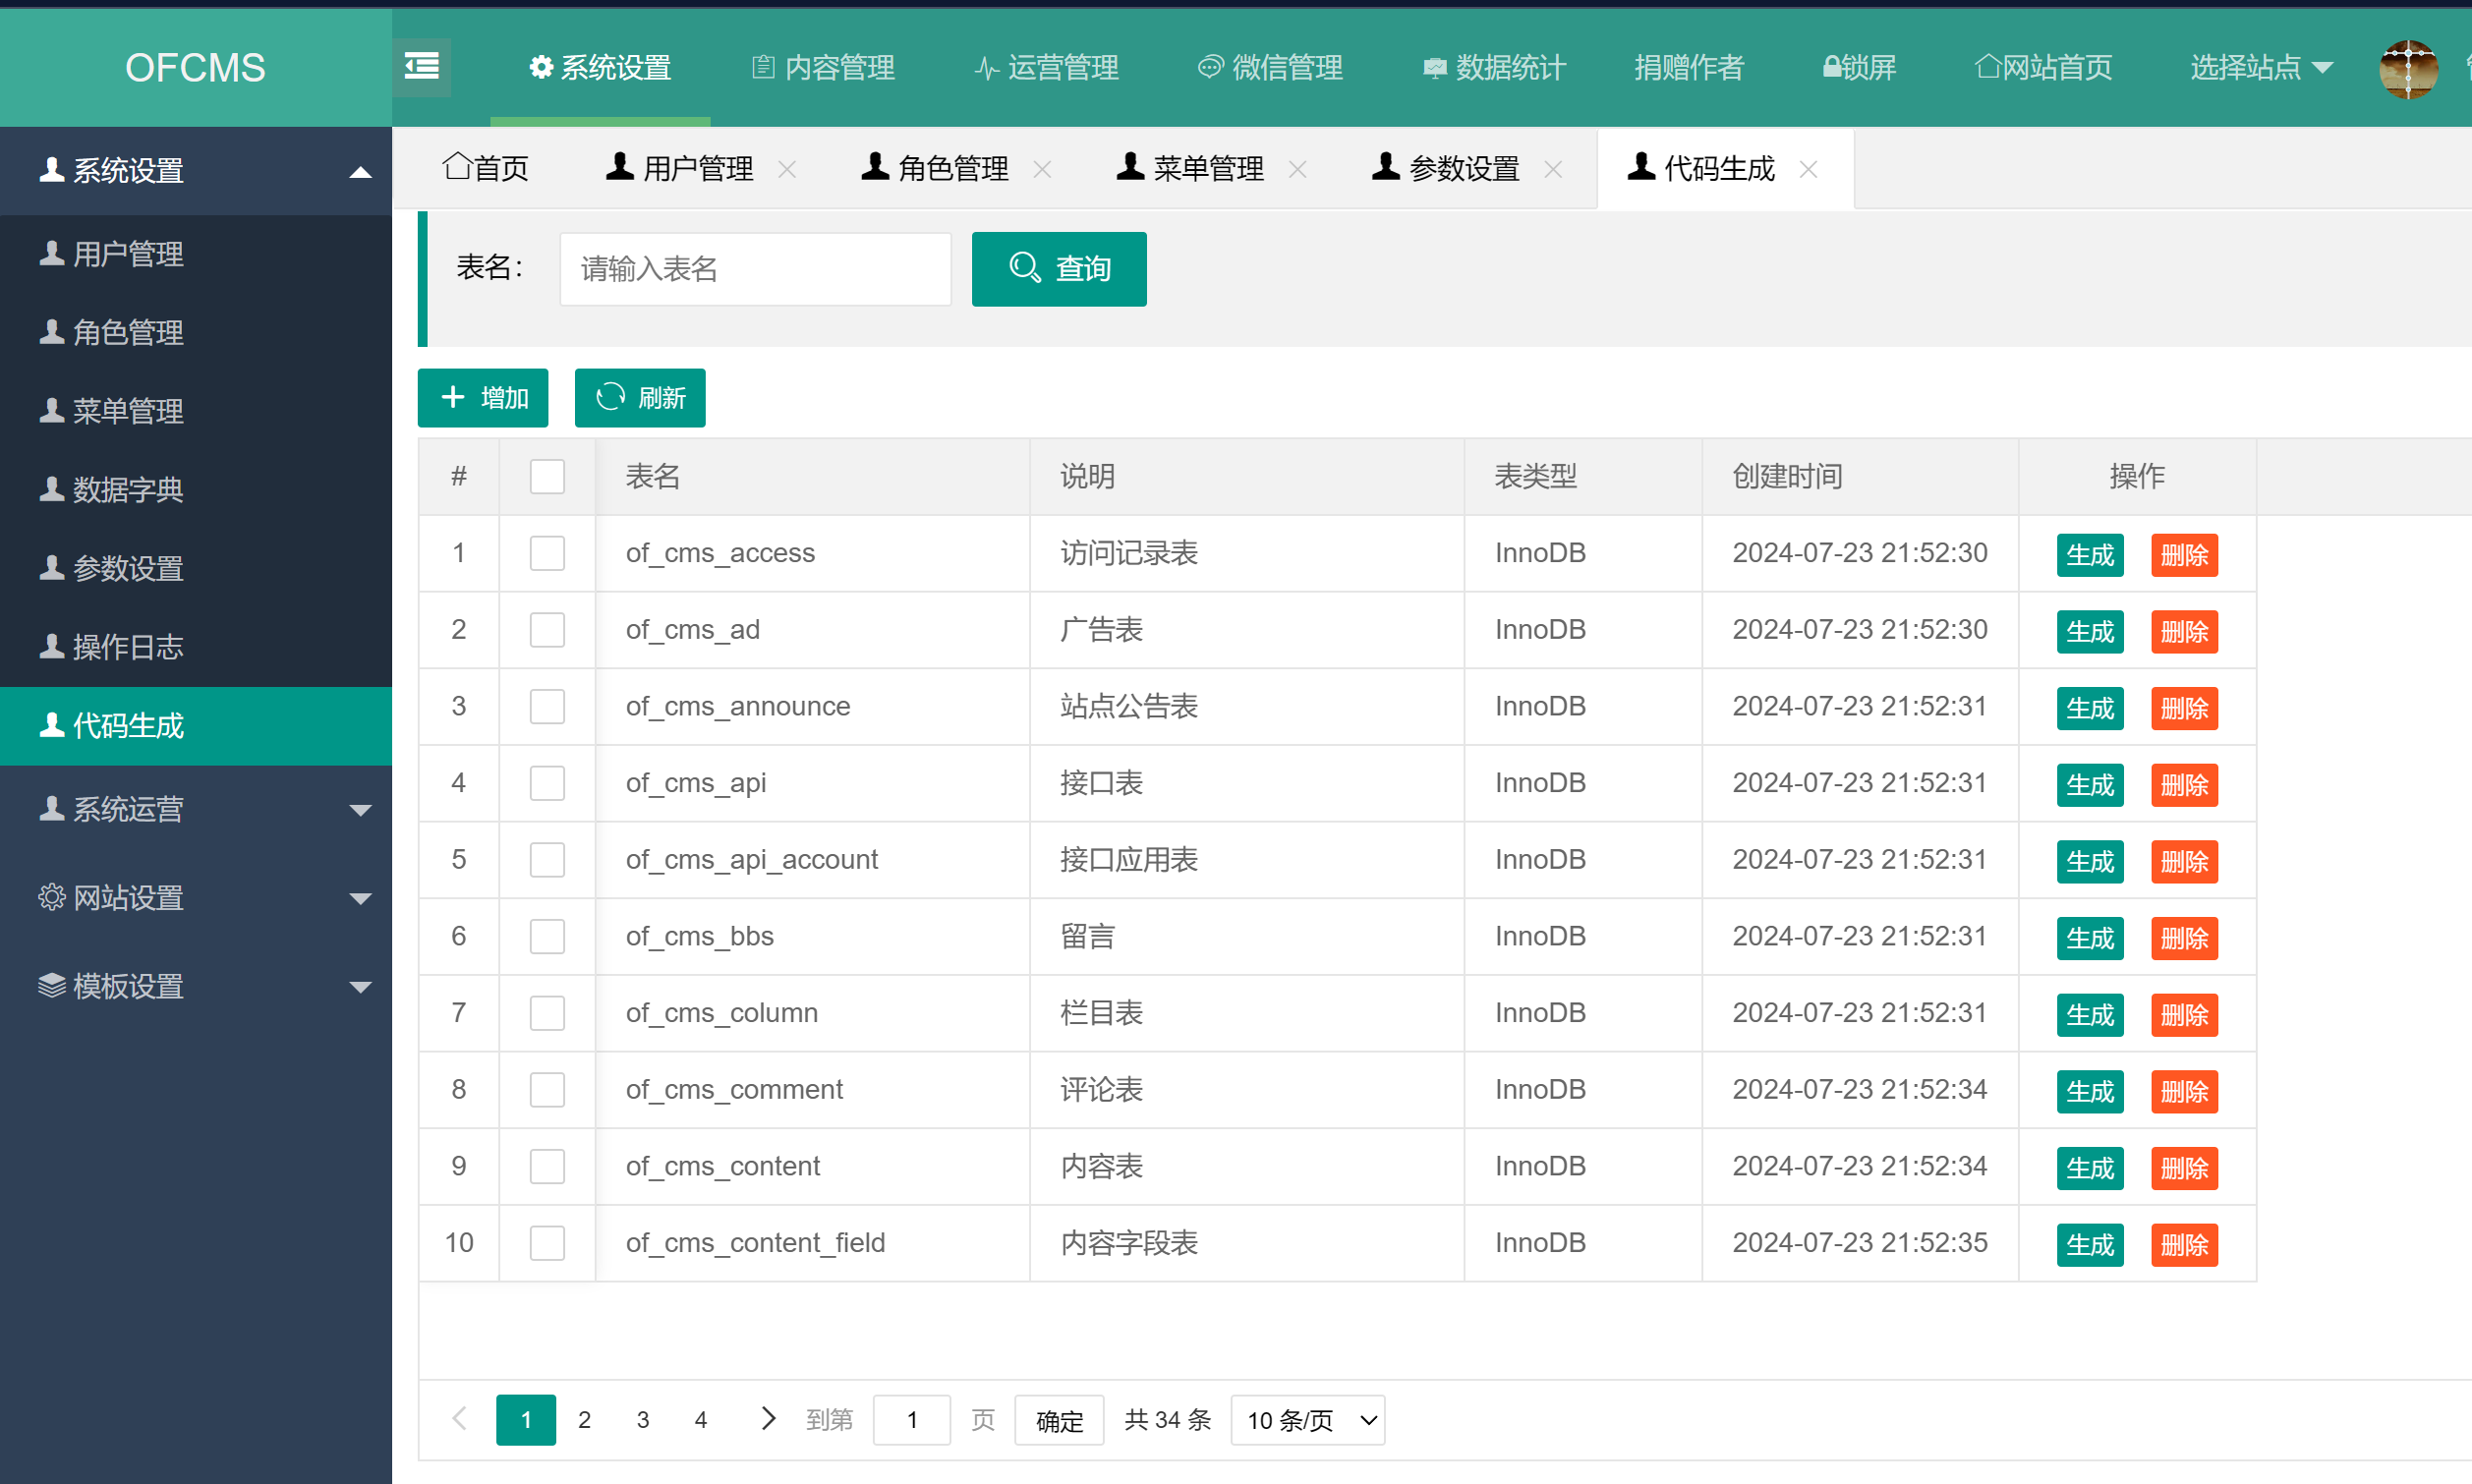 OFCMS
系统设置 内容管理 运营管理 微信管理 数据统计 捐赠作者 锁屏 网站首页 选择站点
系统设置
用户管理
角色管理
菜单管理
数据字典
参数设置
操作日志
代码生成
系统运营
网站设置
模板设置
首页 用户管理 角色管理 菜单管理 参数设置 代码生成
表名: 请输入表名 查询
增加 刷新
# 表名 说明 表类型 创建时间 操作
1 of_cms_access 访问记录表 InnoDB 2024-07-23 21:52:30 生成 删除
2 of_cms_ad 广告表 InnoDB 2024-07-23 21:52:30 生成 删除
3 of_cms_announce 站点公告表 InnoDB 2024-07-23 21:52:31 生成 删除
4 of_cms_api 接口表 InnoDB 2024-07-23 21:52:31 生成 删除
5 of_cms_api_account 接口应用表 InnoDB 2024-07-23 21:52:31 生成 删除
6 of_cms_bbs 留言 InnoDB 2024-07-23 21:52:31 生成 删除
7 of_cms_column 栏目表 InnoDB 2024-07-23 21:52:31 生成 删除
8 of_cms_comment 评论表 InnoDB 2024-07-23 21:52:34 生成 删除
9 of_cms_content 内容表 InnoDB 2024-07-23 21:52:34 生成 删除
10 of_cms_content_field 内容字段表 InnoDB 2024-07-23 21:52:35 生成 删除
1 2 3 4 到第 1 页 确定 共 34 条 10 条/页